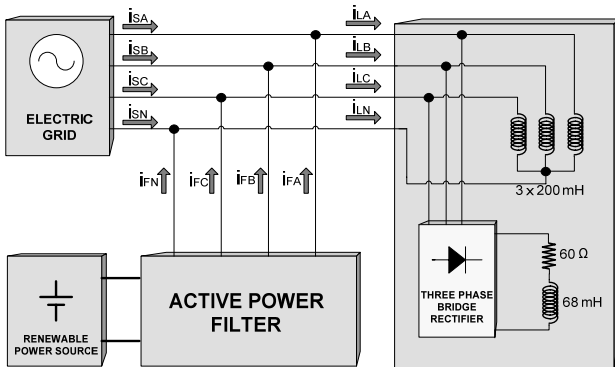 iSA
iLA
iSB
iLB
iSC
iLC
iSN
iLN
ELECTRIC
GRID
iFN
iFC
iFB
iFA
3 x 200 mH
ACTIVE POWER
FILTER
RENEWABLE
POWER SOURCE
THREE PHASE
BRIDGE
RECTIFIER
60 Ω
68 mH